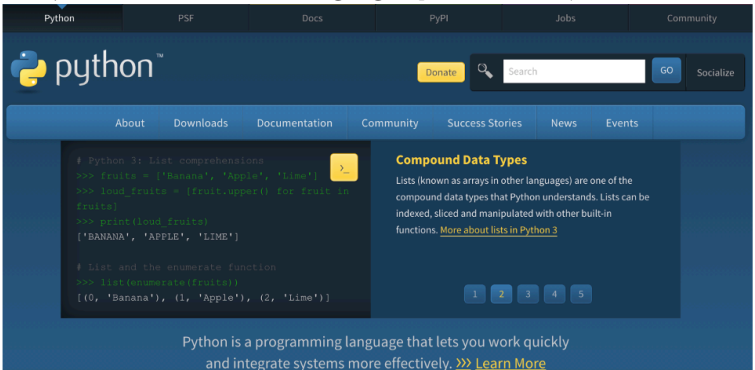 Python PSF Docs PyPI Jobs Community
python™
Donate Search GO Socialize
About Downloads Documentation Community Success Stories News Events
# Python 3: List comprehensions
>>> fruits = ['Banana', 'Apple', 'Lime']
>>> loud_fruits = [fruit.upper() for fruit in
fruits]
>>> print(loud_fruits)
['BANANA', 'APPLE', 'LIME']
# List and the enumerate function
>>> list(enumerate(fruits))
[(0, 'Banana'), (1, 'Apple'), (2, 'Lime')]
>_
Compound Data Types
Lists (known as arrays in other languages) are one of the
compound data types that Python understands. Lists can be
indexed, sliced and manipulated with other built-in
functions. More about lists in Python 3
1 2 3 4 5
Python is a programming language that lets you work quickly
and integrate systems more effectively. >>> Learn More